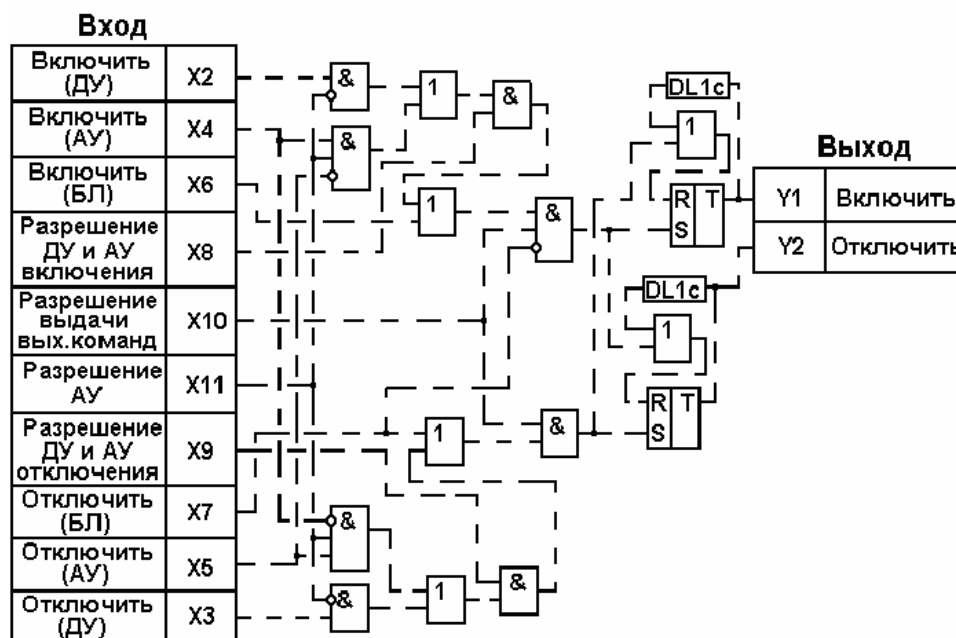 Вход
Включить
(ДУ)
X2
Включить
(АУ)
X4
Включить
(БЛ)
X6
Разрешение
ДУ и АУ
включения
X8
Разрешение
выдачи
вых.команд
X10
Разрешение
АУ
X11
Разрешение
ДУ и АУ
отключения
X9
Отключить
(БЛ)
X7
Отключить
(АУ)
X5
Отключить
(ДУ)
X3
&
1
&
&
1
&
DL1c
1
R T
S
DL1c
1
R T
S
1
&
&
1
&
&
Выход
Y1 Включить
Y2 Отключить